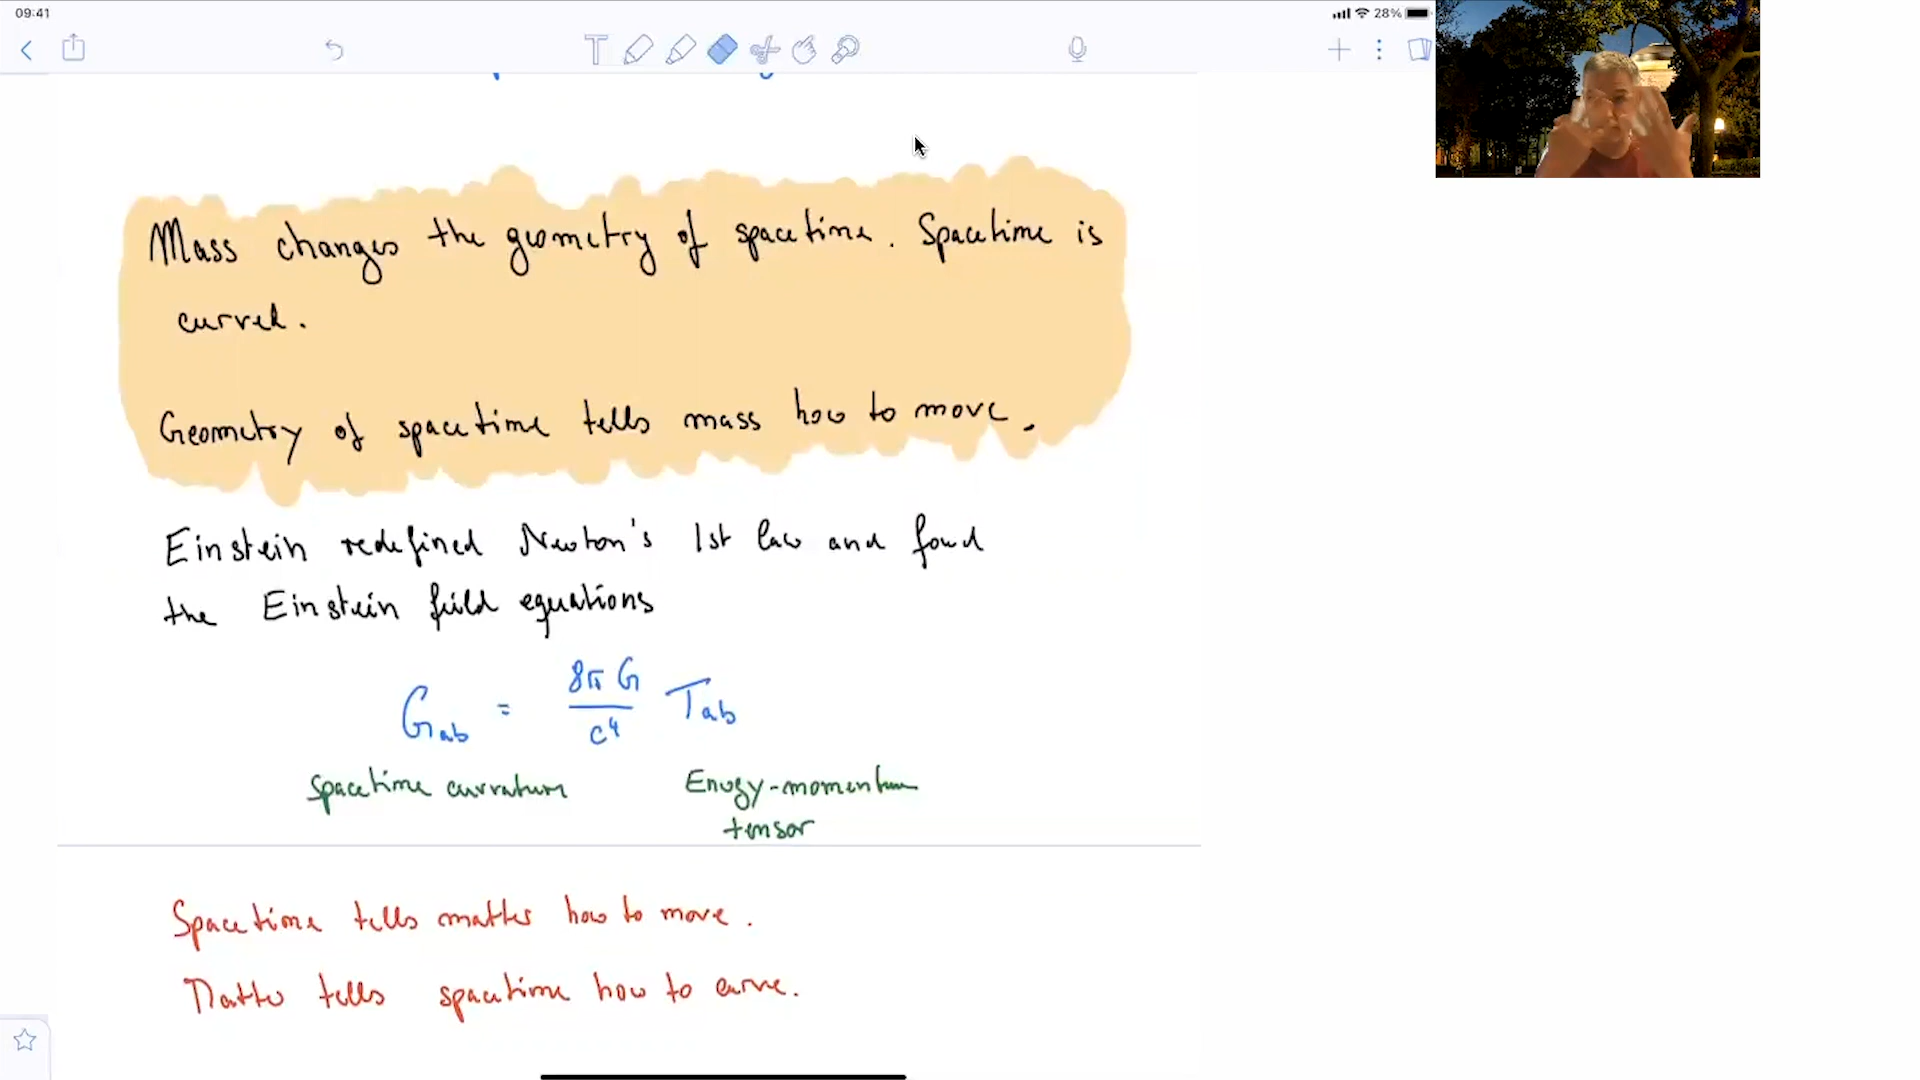 09:41
28%
Mass changes the geometry of spacetime. Spacetime is
curved.
Geometry of spacetime tells mass how to move.
Einstein redefined Newton's 1st law and found
the Einstein field equations
G_ab = 8π G / c⁴ T_ab
Spacetime curvature Energy-momentum
tensor
Spacetime tells matter how to move.
Matter tells spacetime how to curve.